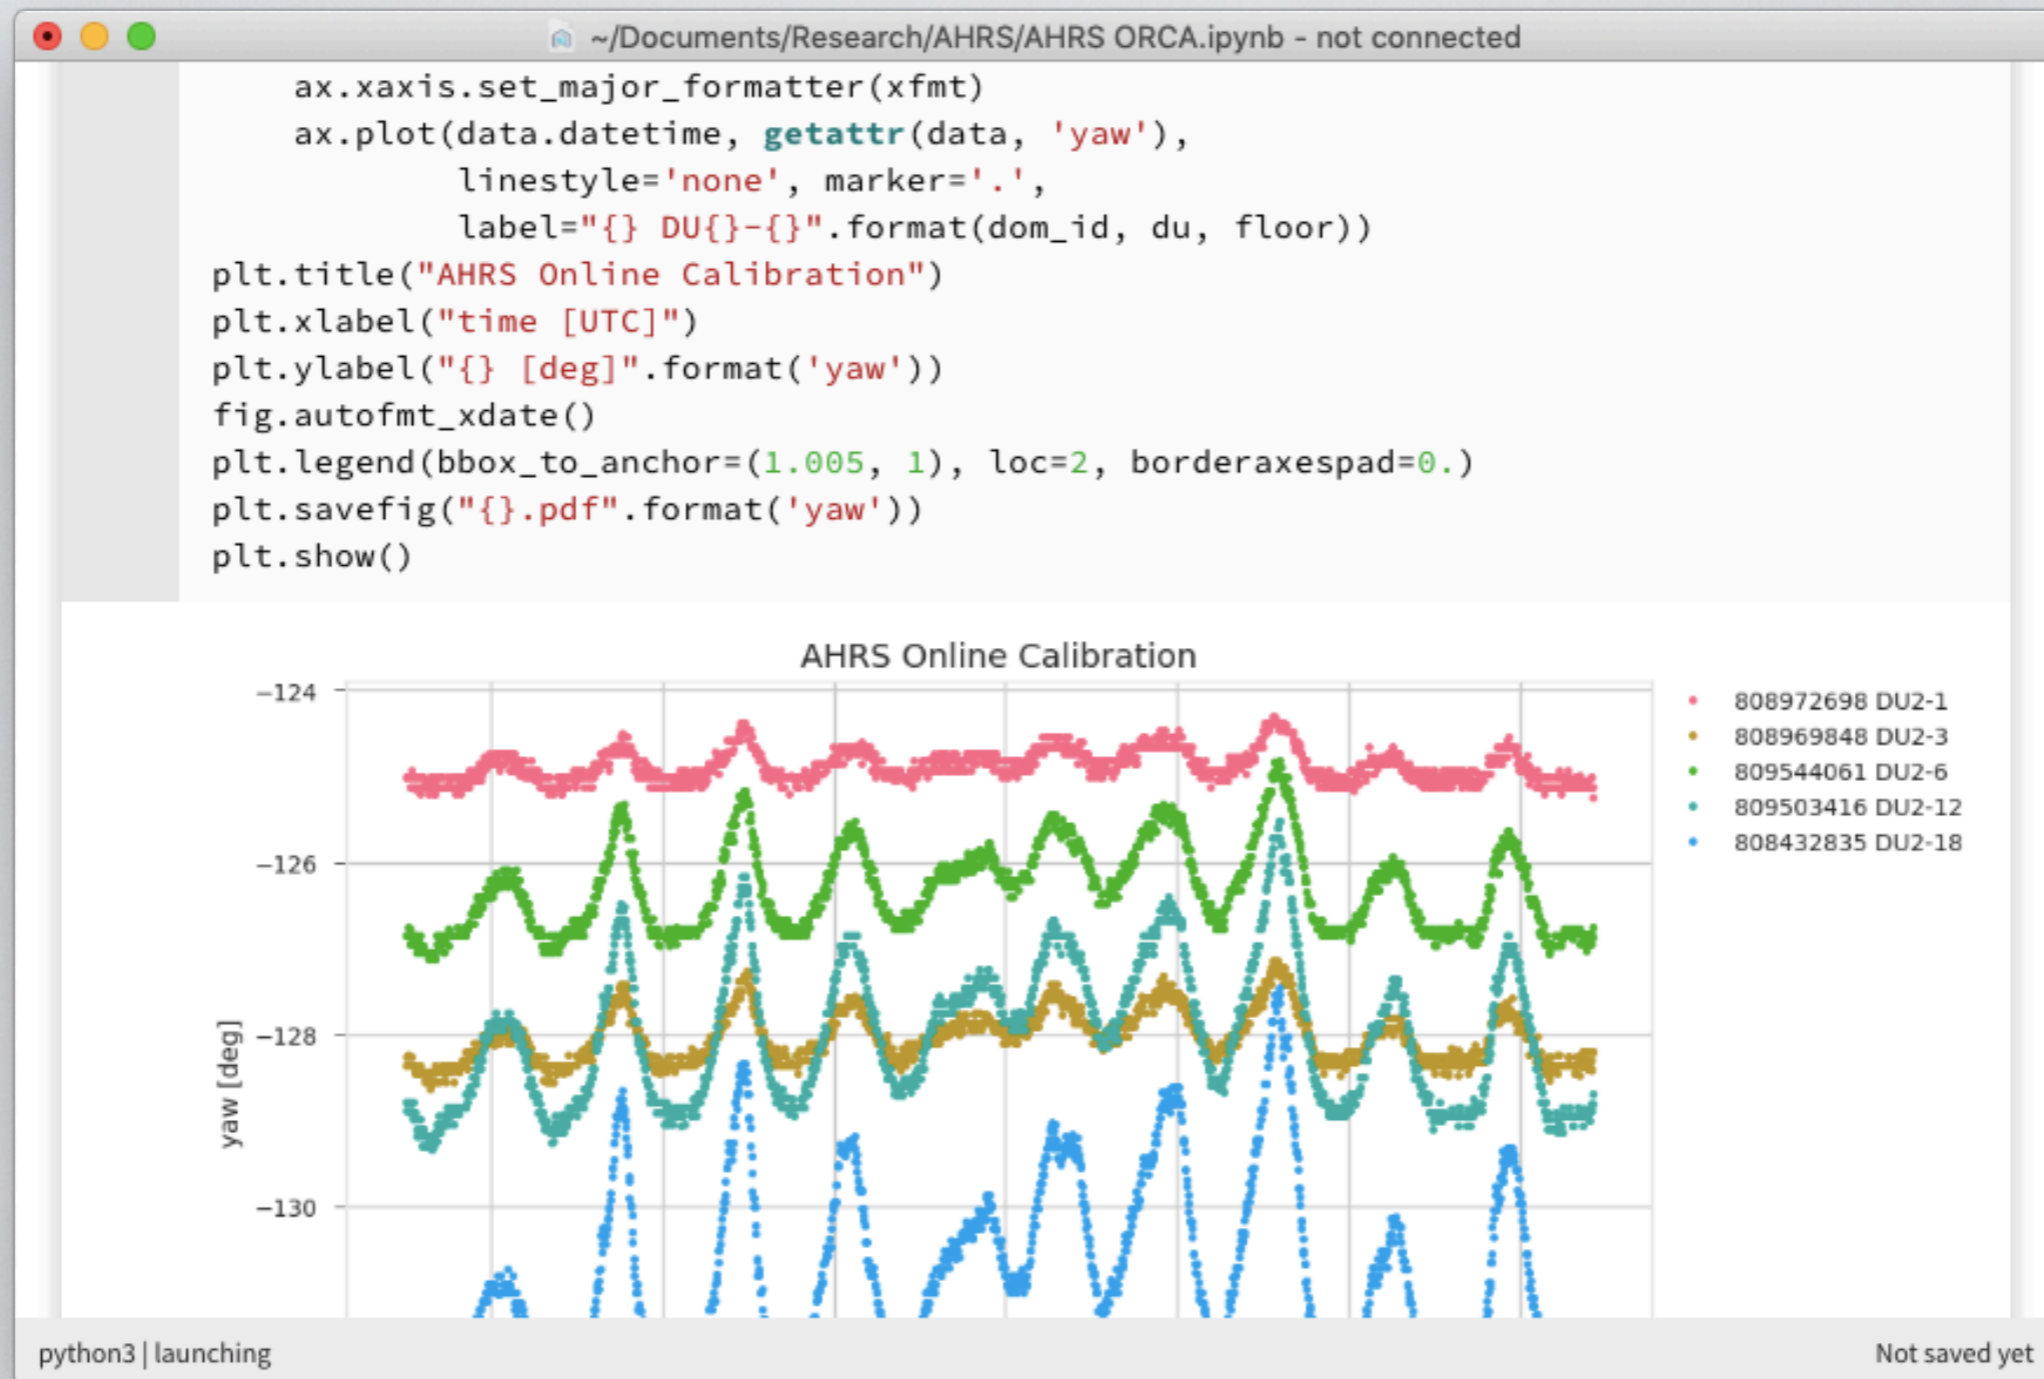 ~/Documents/Research/AHRS/AHRS ORCA.ipynb - not connected
ax.xaxis.set_major_formatter(xfmt)
ax.plot(data.datetime, getattr(data, 'yaw'),
linestyle='none', marker='.',
label="{} DU{}-{}".format(dom_id, du, floor))
plt.title("AHRS Online Calibration")
plt.xlabel("time [UTC]")
plt.ylabel("{} [deg]".format('yaw'))
fig.autofmt_xdate()
plt.legend(bbox_to_anchor=(1.005, 1), loc=2, borderaxespad=0.)
plt.savefig("{}.pdf".format('yaw'))
plt.show()
AHRS Online Calibration
−124
−126
−128
−130
yaw [deg]
808972698 DU2-1
808969848 DU2-3
809544061 DU2-6
809503416 DU2-12
808432835 DU2-18
python3 | launching
Not saved yet